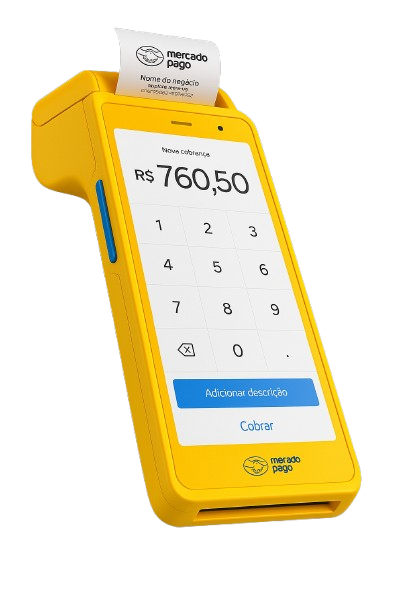 mercado
pago
Nome do negócio
Nova cobrança
R$ 760,50
1 2 3
4 5 6
7 8 9
0 .
Adicionar descrição
Cobrar
merado
pago